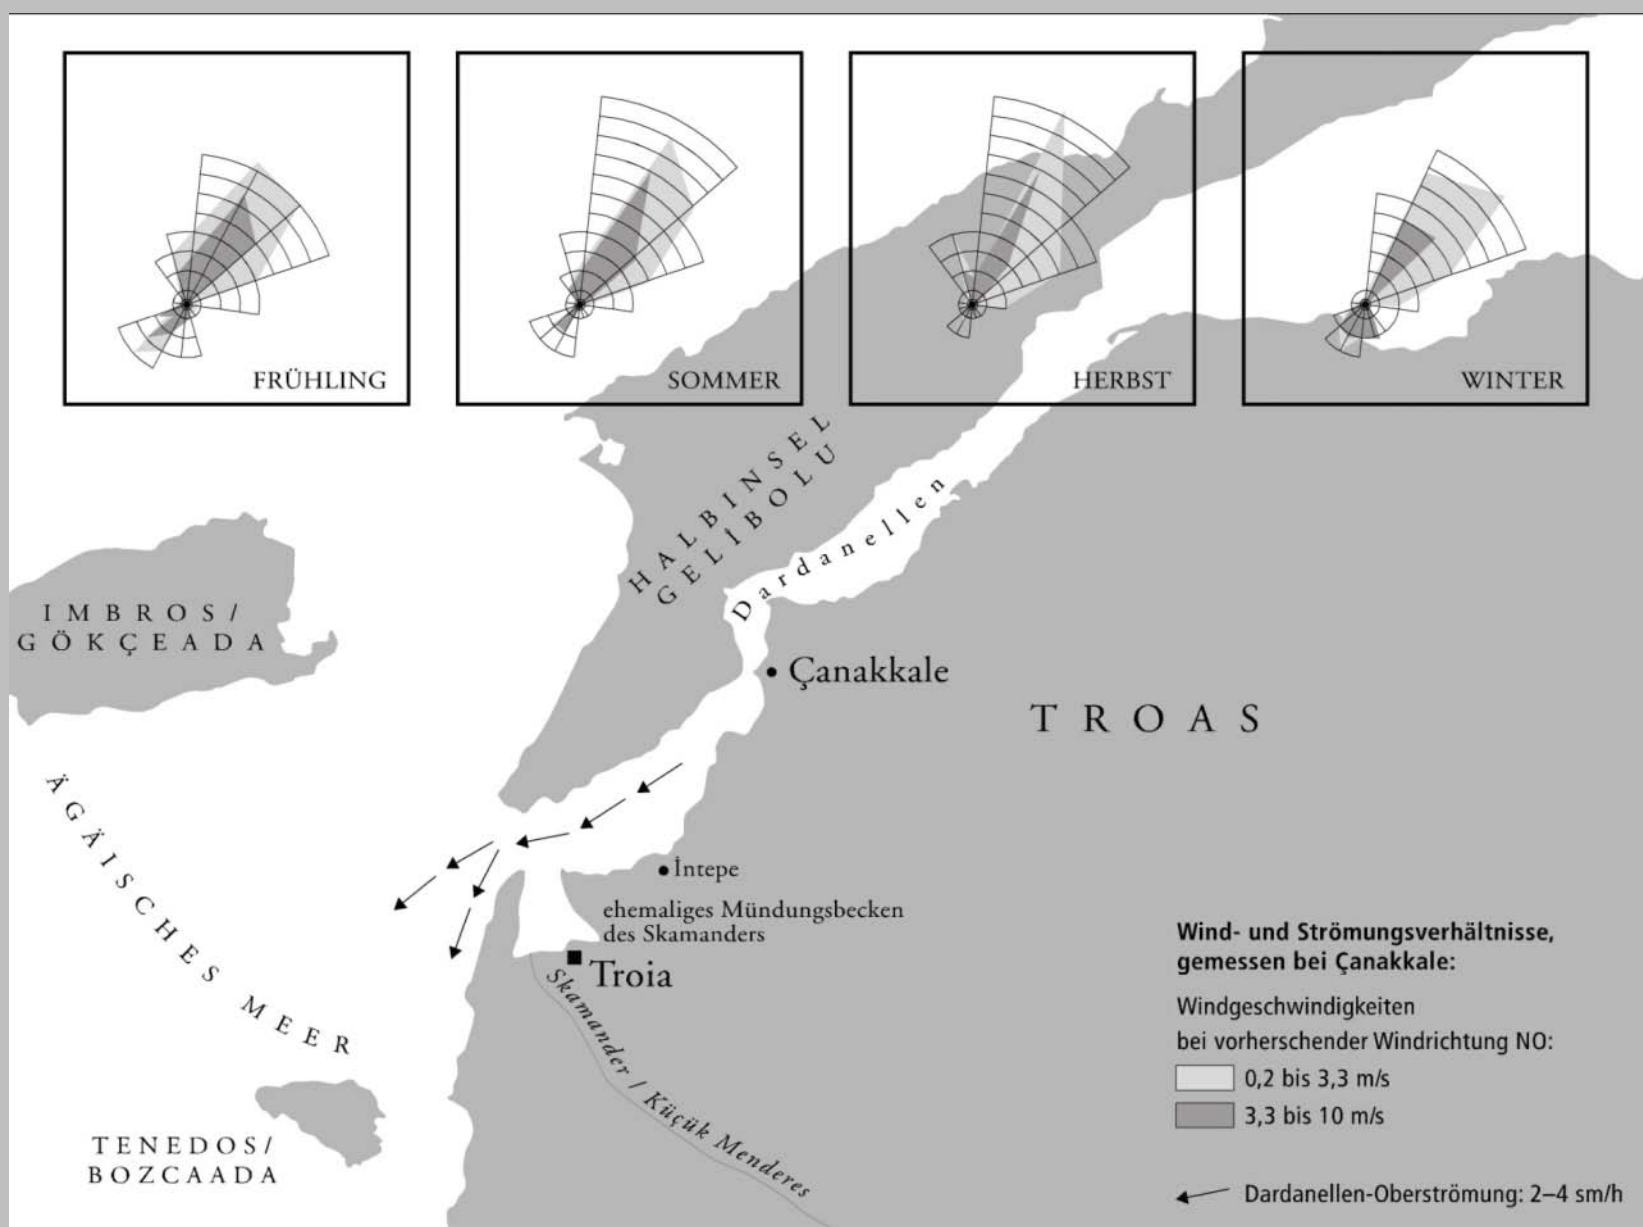 FRÜHLING
SOMMER
HERBST
WINTER
HALBINSEL
GELİBOLU
Dardanellen
IMBROS/
GÖKÇEADA
Çanakkale
TROAS
ÄGÄISCHES MEER
İntepe
ehemaliges Mündungsbecken
des Skamanders
Troia
Skamander / Küçük Menderes
TENEDOS/
BOZCAADA
Wind- und Strömungsverhältnisse,
gemessen bei Çanakkale:
Windgeschwindigkeiten
bei vorherschender Windrichtung NO:
0,2 bis 3,3 m/s
3,3 bis 10 m/s
Dardanellen-Oberströmung: 2–4 sm/h